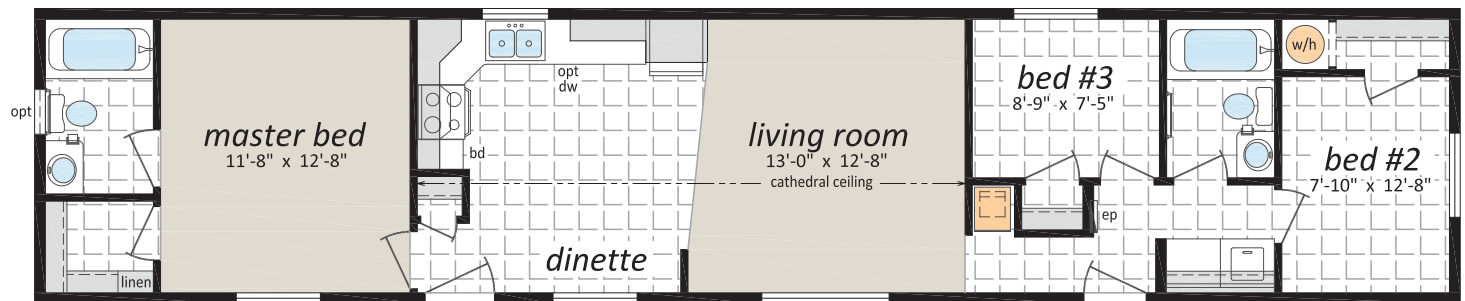 opt
master bed
11'-8" x 12'-8"
linen
opt
dw
bd
dinette
living room
13'-0" x 12'-8"
cathedral ceiling
bed #3
8'-9" x 7'-5"
ep
w/h
bed #2
7'-10" x 12'-8"